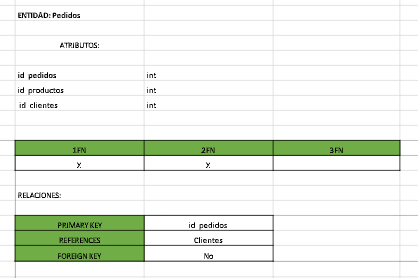 ENTIDAD: Pedidos
ATRIBUTOS:
id pedidos int
id productos int
id clientes int
1FN 2FN 3FN
X X
RELACIONES:
PRIMARY KEY id pedidos
REFERENCES Clientes
FOREIGN KEY No